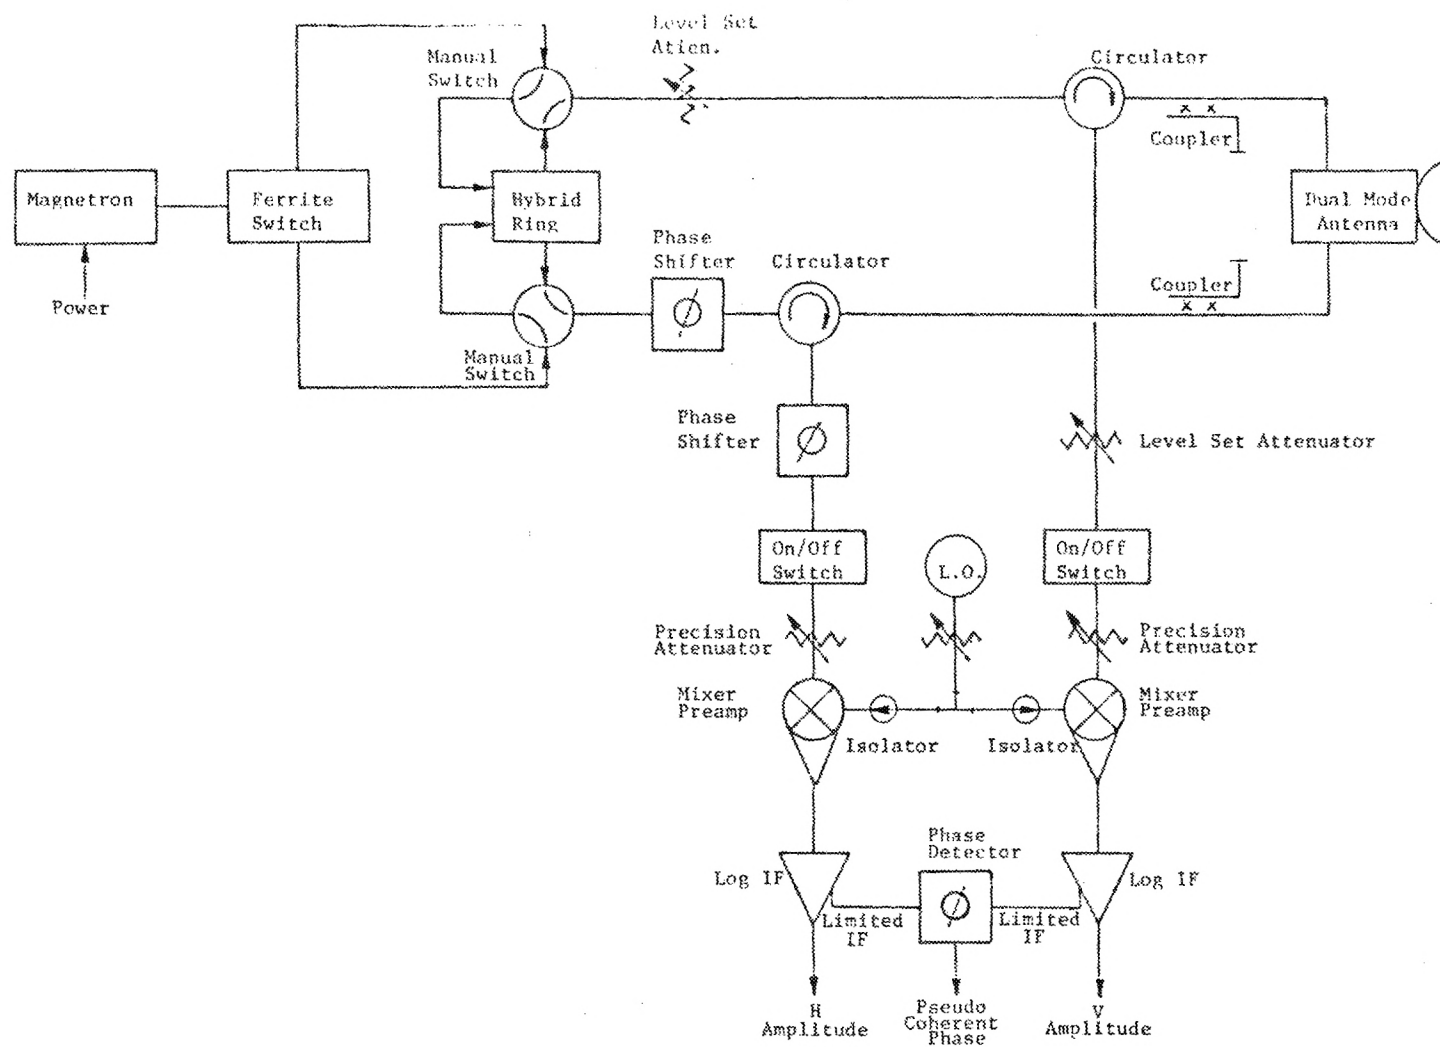 Level Set
Atten.
Manual
Switch
Circulator
Coupler
Magnetron
Ferrite
Switch
Hybrid
Ring
Dual Mode
Antenna
Phase
Shifter
Circulator
Coupler
Power
Manual
Switch
Phase
Shifter
Level Set Attenuator
On/Off
Switch
L.O.
On/Off
Switch
Precision
Attenuator
Precision
Attenuator
Mixer
Preamp
Mixer
Preamp
Isolator
Isolator
Phase
Detector
Log IF
Ø
Log IF
Limited
IF
Limited
IF
H
Amplitude
Pseudo
Coherent
Phase
V
Amplitude